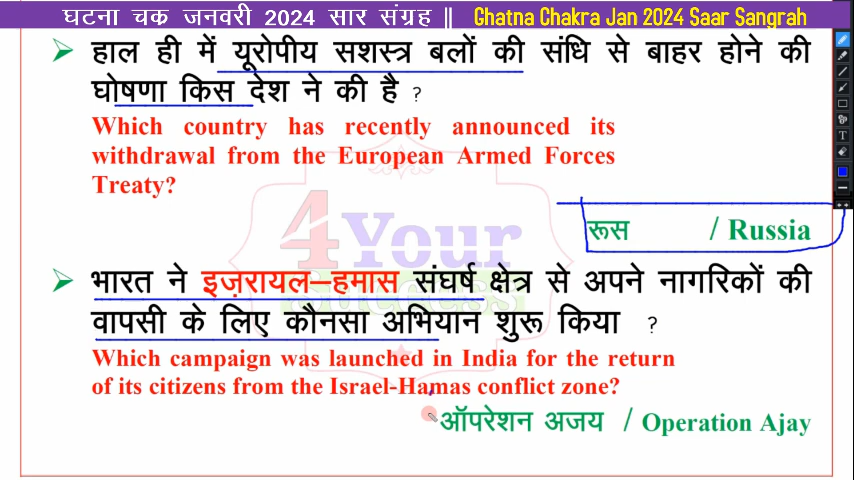 घटना चक्र जनवरी 2024 सार संग्रह || Ghatna Chakra Jan 2024 Saar Sangrah
हाल ही में यूरोपीय सशस्त्र बलों की संधि से बाहर होने की
घोषणा किस देश ने की है ?
Which country has recently announced its
withdrawal from the European Armed Forces
Treaty?
4 Your
Success
रूस / Russia
भारत ने इज़रायल–हमास संघर्ष क्षेत्र से अपने नागरिकों की
वापसी के लिए कौनसा अभियान शुरू किया ?
Which campaign was launched in India for the return
of its citizens from the Israel-Hamas conflict zone?
ऑपरेशन अजय / Operation Ajay